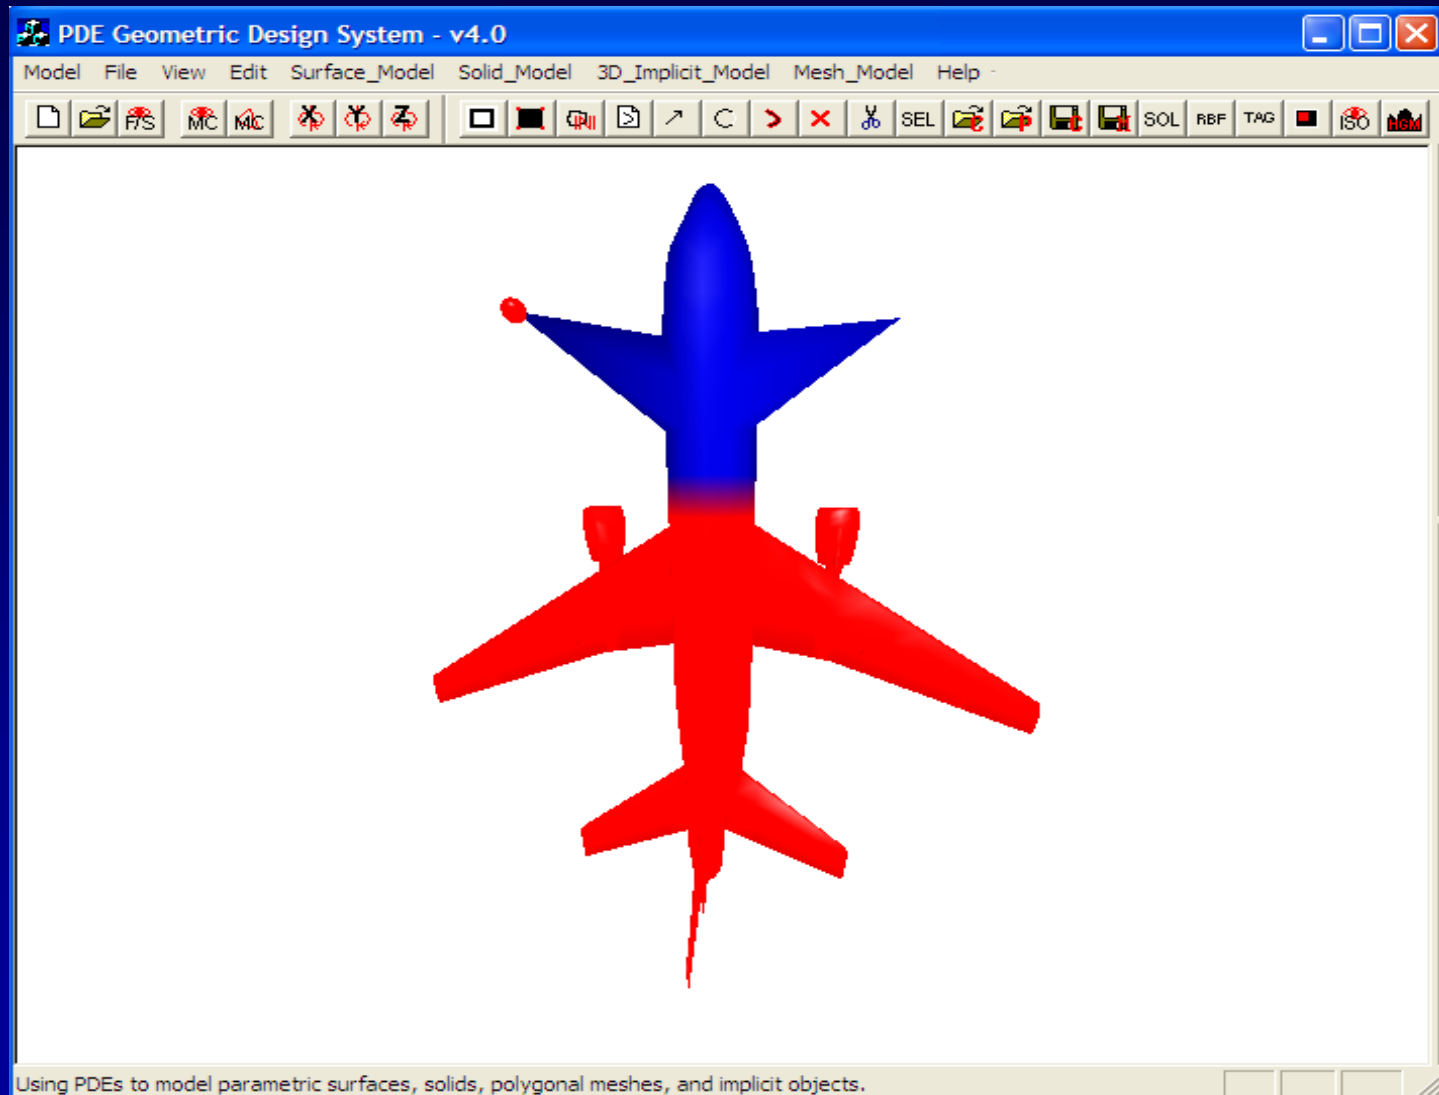 PDE Geometric Design System - v4.0
Model File View Edit Surface_Model Solid_Model 3D_Implicit_Model Mesh_Model Help
F/S MC MC X Y Z SEL SOL RBF TAG ISO HGM
Using PDEs to model parametric surfaces, solids, polygonal meshes, and implicit objects.